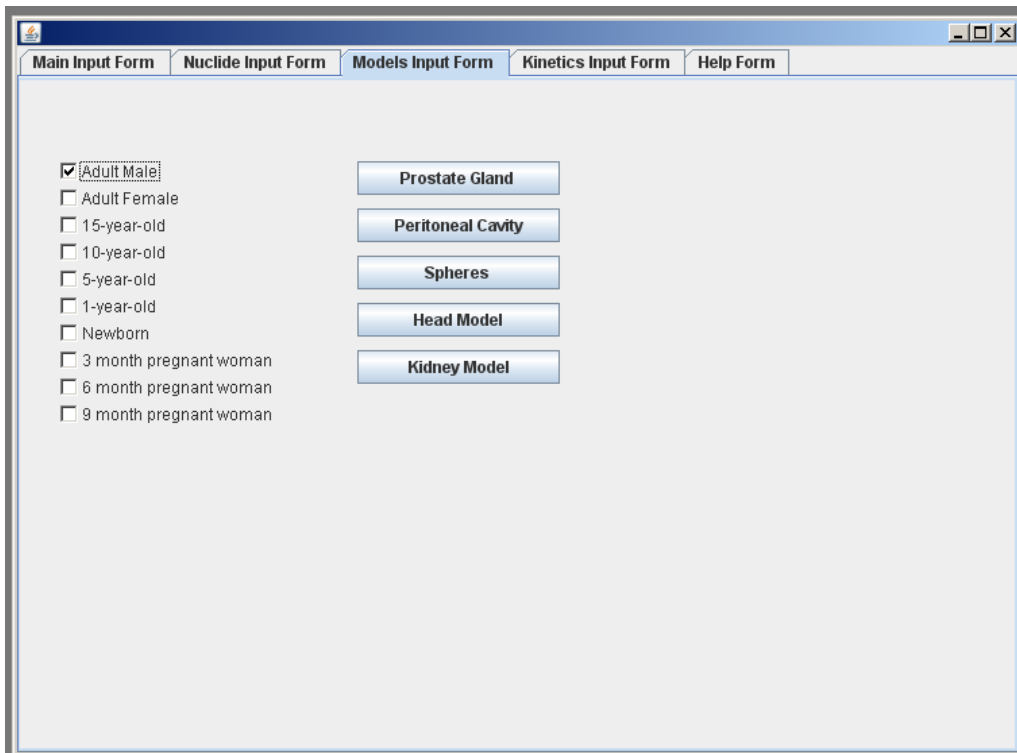 Main Input Form Nuclide Input Form Models Input Form Kinetics Input Form Help Form
Adult Male
Adult Female
15-year-old
10-year-old
5-year-old
1-year-old
Newborn
3 month pregnant woman
6 month pregnant woman
9 month pregnant woman
Prostate Gland
Peritoneal Cavity
Spheres
Head Model
Kidney Model